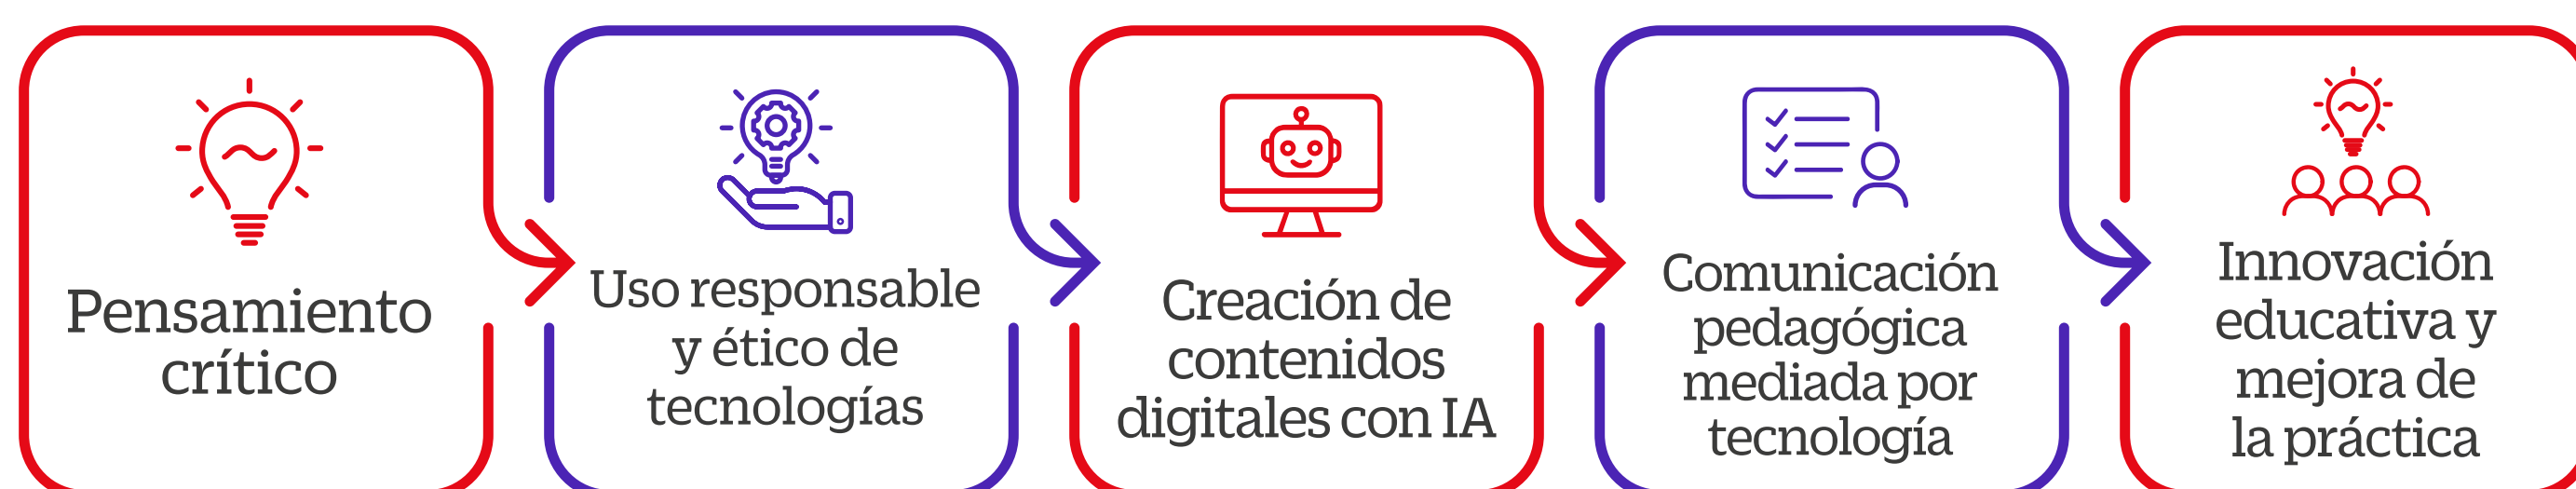 Pensamiento
crítico
Uso responsable
y ético de
tecnologías
Creación de
contenidos
digitales con IA
Comunicación
pedagógica
mediada por
tecnología
Innovación
educativa y
mejora de
la práctica